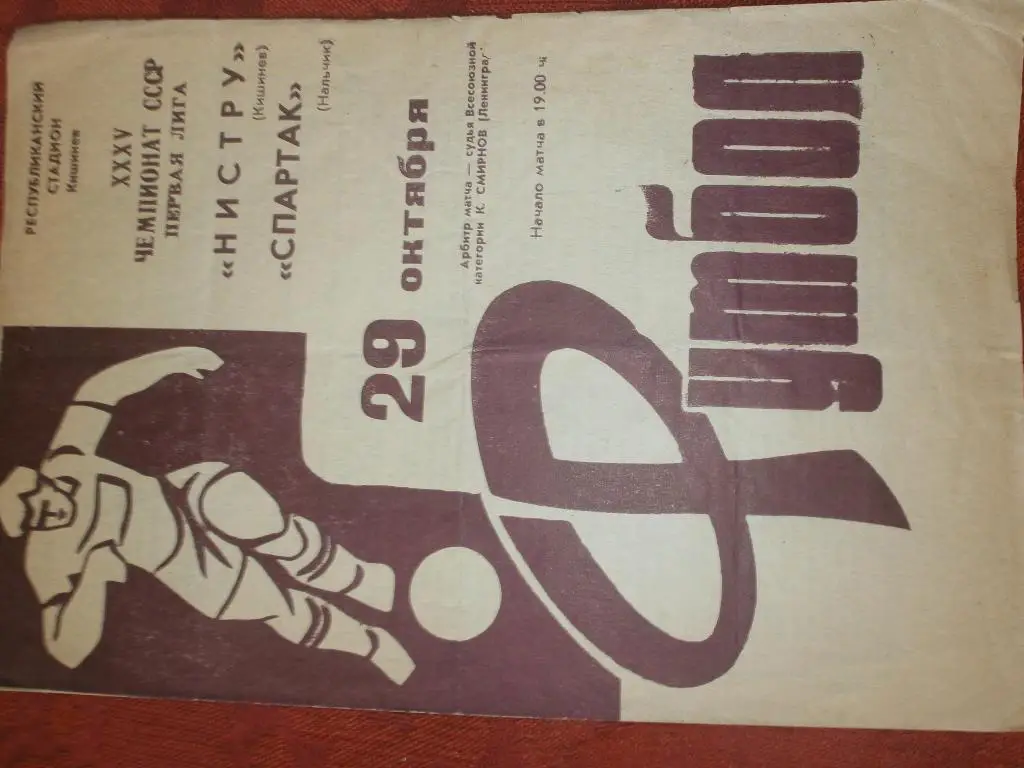 РЕСПУБЛИКАНСКИЙ
СТАДИОН
Кишинев
XXXV
ЧЕМПИОНАТ СССР
ПЕРВАЯ ЛИГА
«НИСТРУ»
(Кишинев)
«СПАРТАК»
(Нальчик)
29 октября
Арбитр матча — судья Всесоюзной
категории К. СМИРНОВ (Ленинград)
Начало матча в 19.00 ч.
Футбол